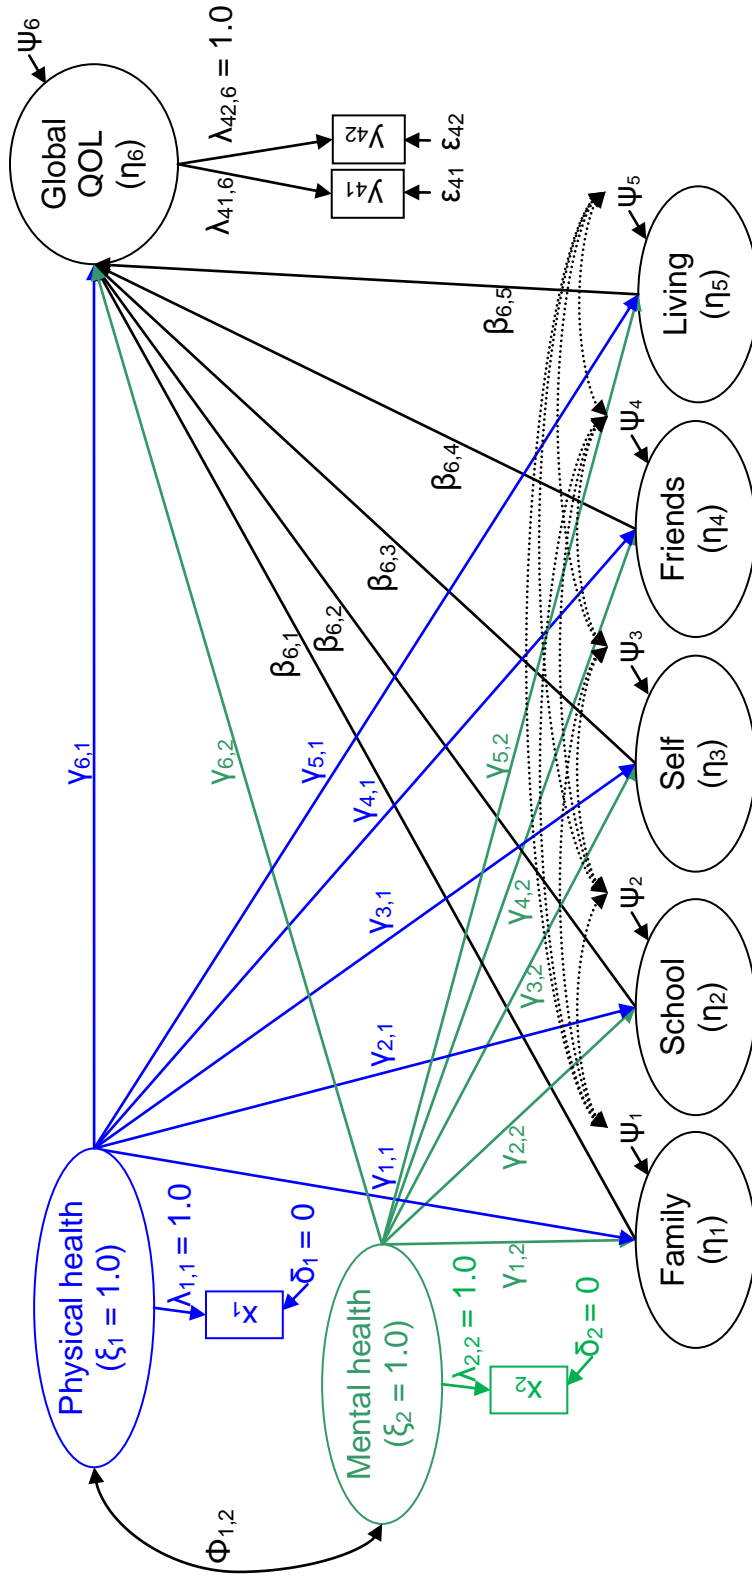 Physical health
(ξ1 = 1.0)
λ1,1 = 1.0
x1
δ1 = 0
Φ1,2
Mental health
(ξ2 = 1.0)
λ2,2 = 1.0
x2
δ2 = 0
γ6,1
γ6,2
γ5,1
γ4,1
γ3,1
γ2,1
γ1,1
γ5,2
γ4,2
γ3,2
γ2,2
γ1,2
β6,1
β6,2
β6,3
β6,4
β6,5
Global
QOL
(η6)
Ψ6
λ41,6
λ42,6 = 1.0
y41
y42
ε41
ε42
Ψ1
Ψ2
Ψ3
Ψ4
Ψ5
Family
(η1)
School
(η2)
Self
(η3)
Friends
(η4)
Living
(η5)